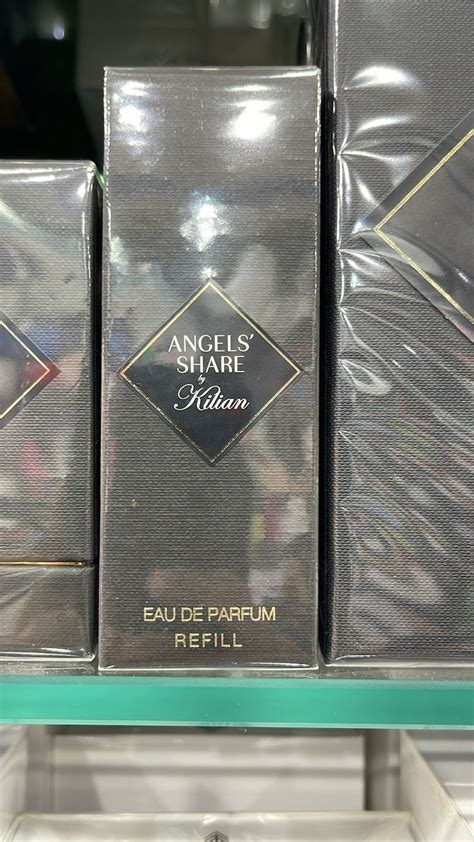 ANGELS'
SHARE
by
Kilian
EAU DE PARFUM
REFILL